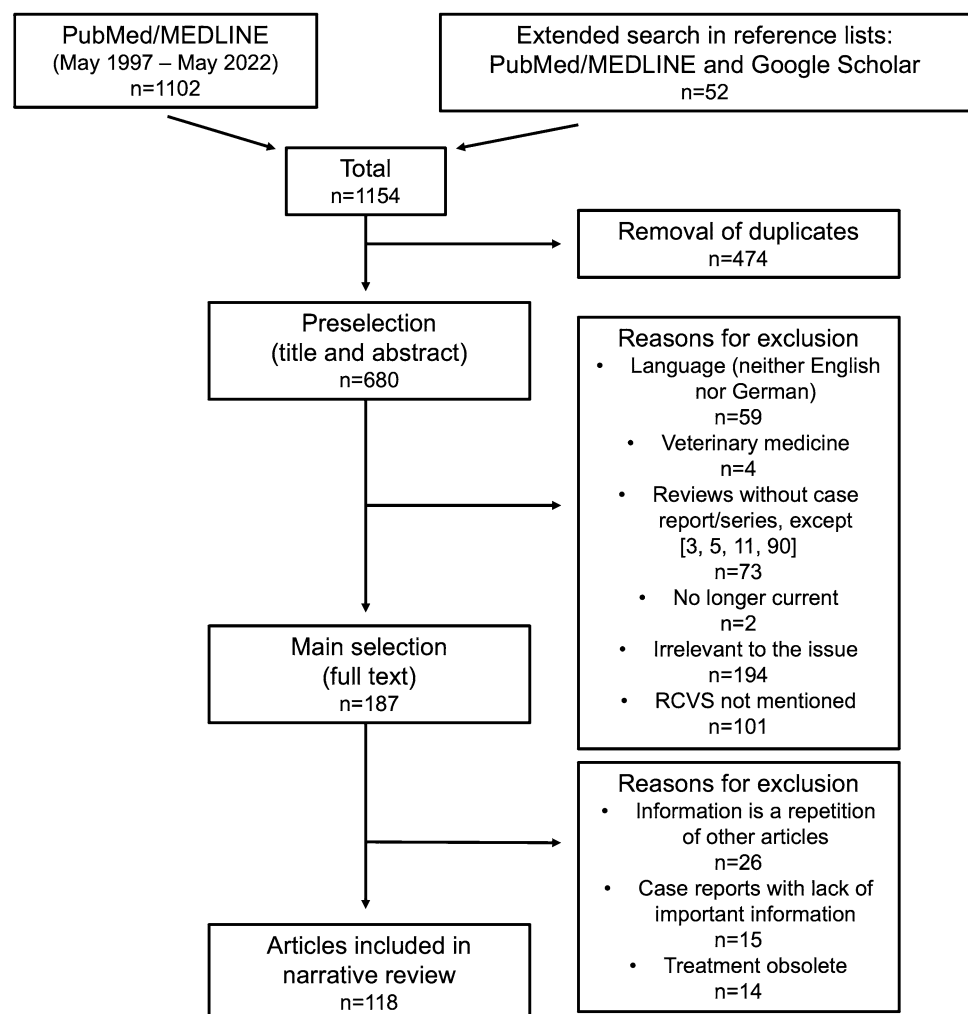 PubMed/MEDLINE
(May 1997 – May 2022)
n=1102
Extended search in reference lists:
PubMed/MEDLINE and Google Scholar
n=52
Total
n=1154
Removal of duplicates
n=474
Preselection
(title and abstract)
n=680
Reasons for exclusion
• Language (neither English
nor German)
n=59
• Veterinary medicine
n=4
• Reviews without case
report/series, except
[3, 5, 11, 90]
n=73
• No longer current
n=2
• Irrelevant to the issue
n=194
• RCVS not mentioned
n=101
Main selection
(full text)
n=187
Reasons for exclusion
• Information is a repetition
of other articles
n=26
• Case reports with lack of
important information
n=15
• Treatment obsolete
n=14
Articles included in
narrative review
n=118